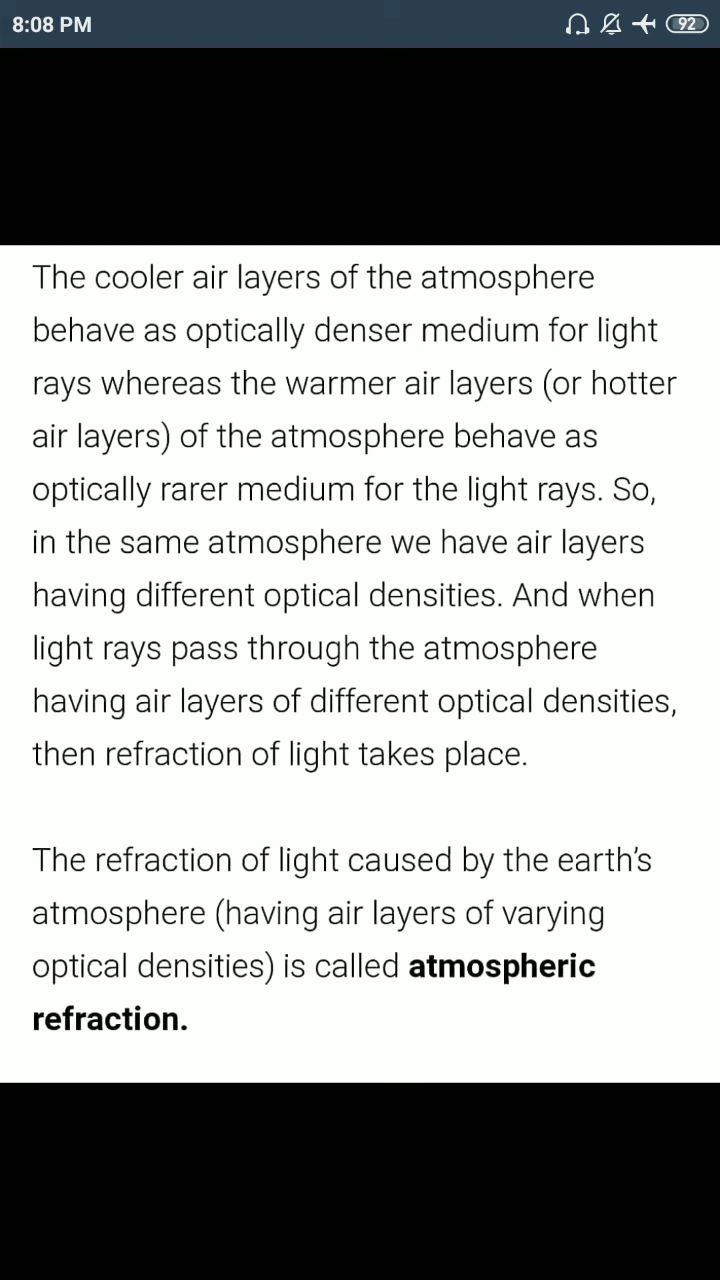 8:08 PM
92
The cooler air layers of the atmosphere
behave as optically denser medium for light
rays whereas the warmer air layers (or hotter
air layers) of the atmosphere behave as
optically rarer medium for the light rays. So,
in the same atmosphere we have air layers
having different optical densities. And when
light rays pass through the atmosphere
having air layers of different optical densities,
then refraction of light takes place.
The refraction of light caused by the earth’s
atmosphere (having air layers of varying
optical densities) is called atmospheric
refraction.